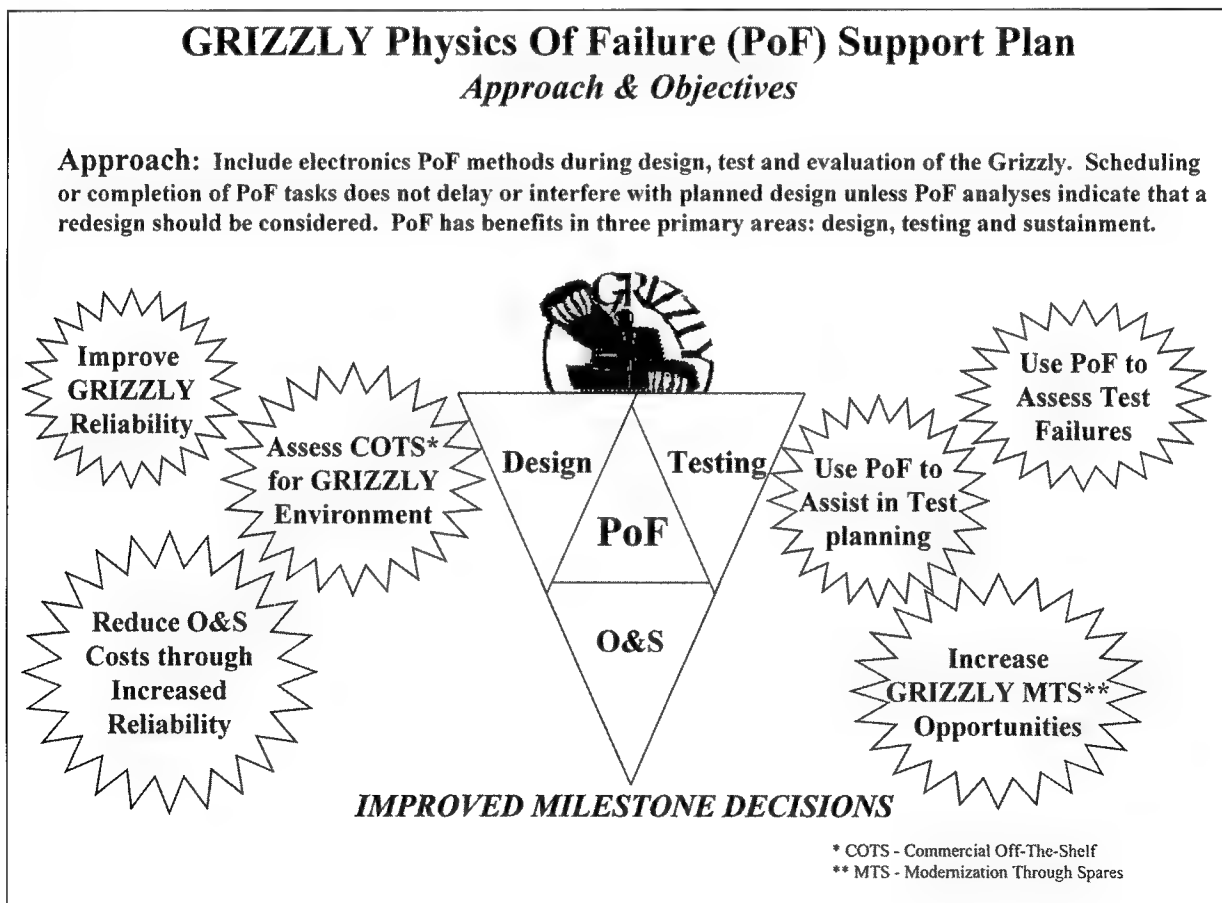 GRIZZLY Physics Of Failure (PoF) Support Plan
Approach & Objectives
Approach: Include electronics PoF methods during design, test and evaluation of the Grizzly. Scheduling
or completion of PoF tasks does not delay or interfere with planned design unless PoF analyses indicate that a
redesign should be considered. PoF has benefits in three primary areas: design, testing and sustainment.
GRIZZLY
Improve
GRIZZLY
Reliability
Assess COTS*
for GRIZZLY
Environment
Reduce O&S
Costs through
Increased
Reliability
Design
Testing
PoF
O&S
Use PoF to
Assist in Test
planning
Use PoF to
Assess Test
Failures
Increase
GRIZZLY MTS**
Opportunities
IMPROVED MILESTONE DECISIONS
* COTS - Commercial Off-The-Shelf
** MTS - Modernization Through Spares